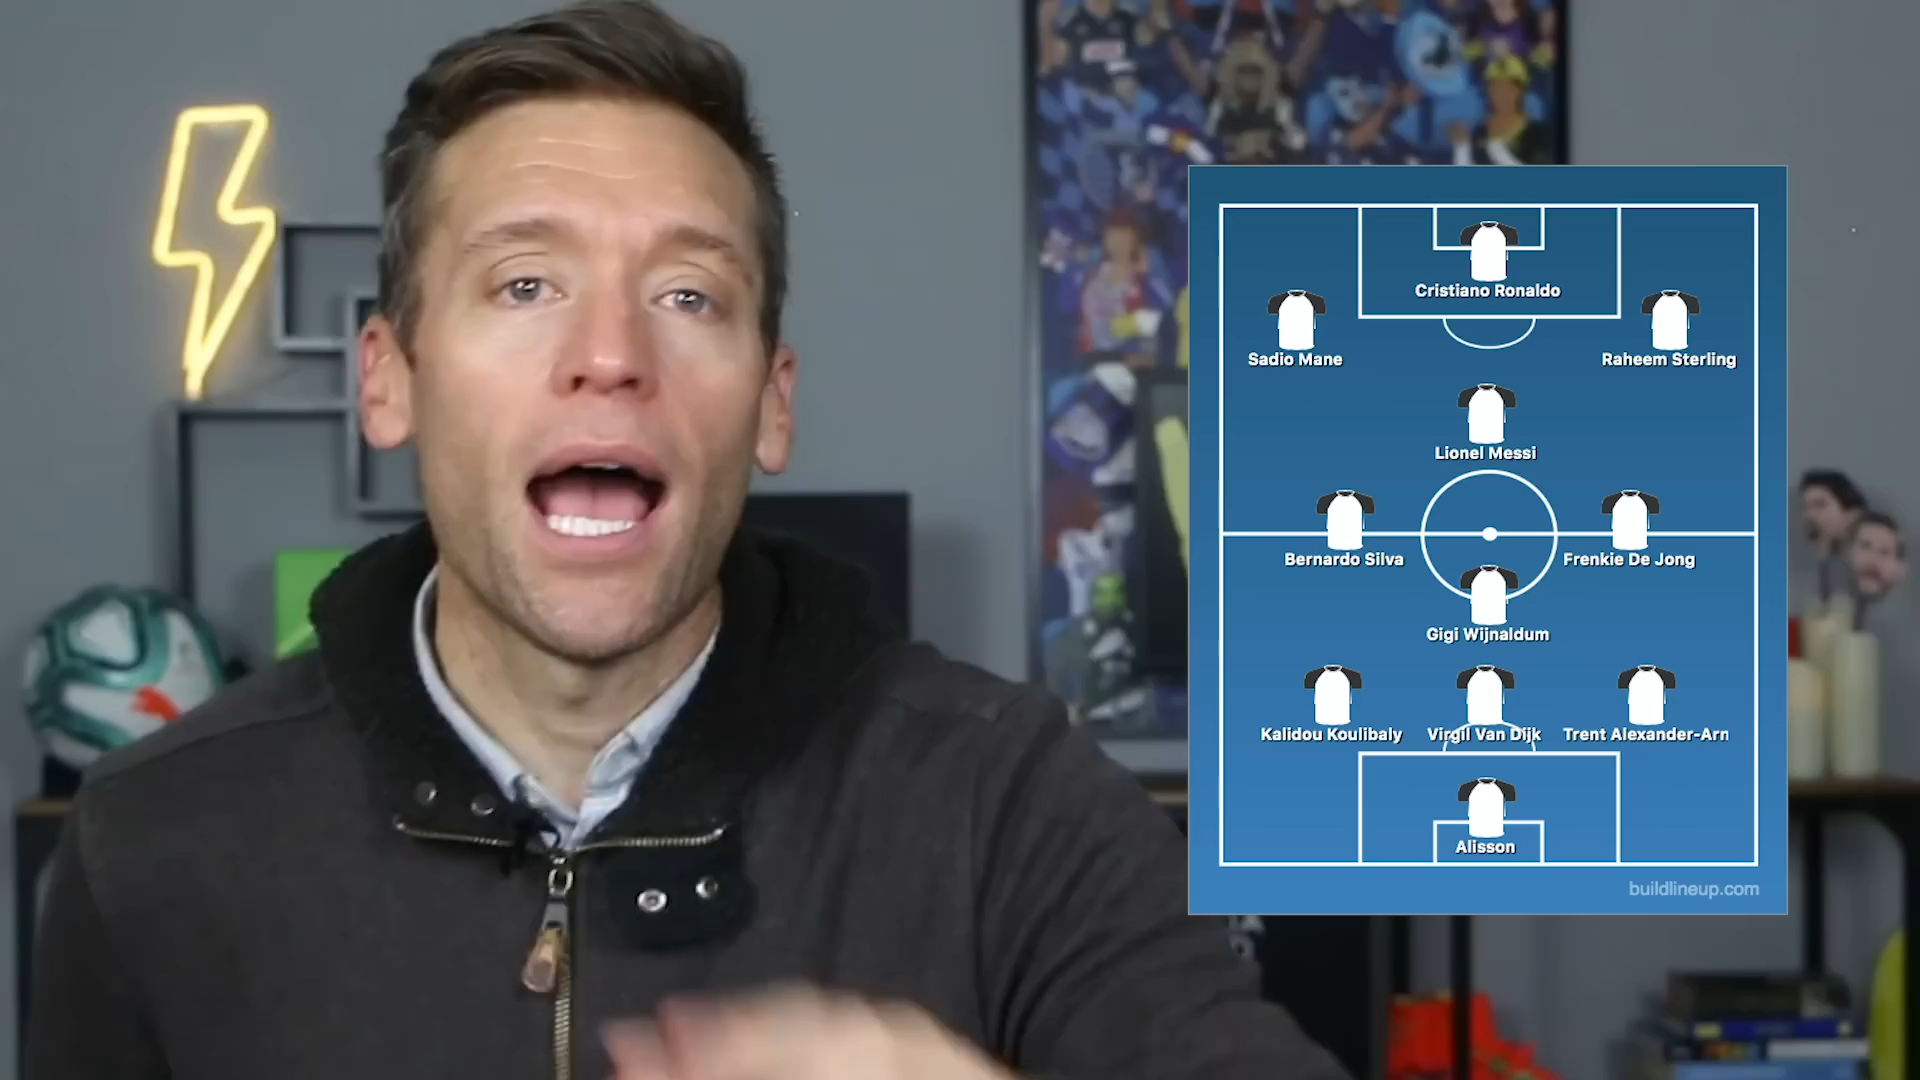 Cristiano Ronaldo
Sadio Mane
Raheem Sterling
Lionel Messi
Bernardo Silva
Frenkie De Jong
Gigi Wijnaldum
Kalidou Koulibaly
Virgil Van Dijk
Trent Alexander-Arn
Alisson
buildlineup.com